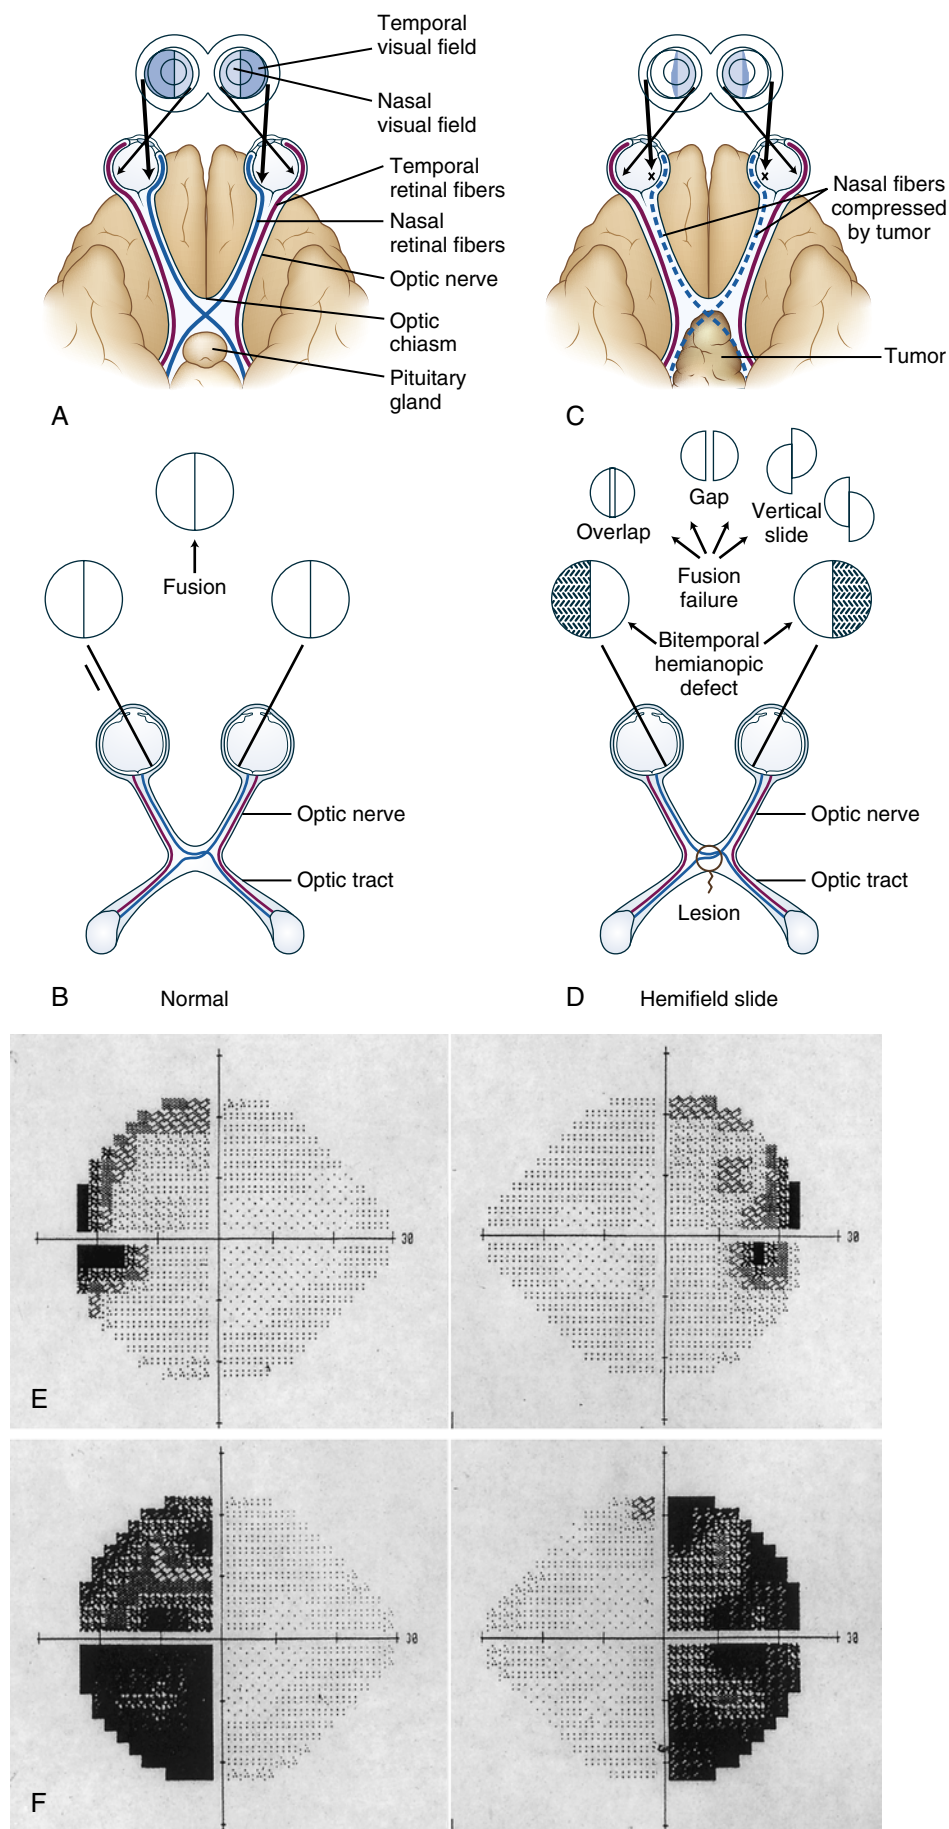 Temporal
visual field
Nasal
visual field
Temporal
retinal fibers
Nasal
retinal fibers
Optic nerve
Optic
chiasm
Pituitary
gland
A
Nasal fibers
compressed
by tumor
x
x
Tumor
C
Fusion
Optic nerve
Optic tract
B
Normal
Overlap
Gap
Vertical
slide
Fusion
failure
Bitemporal
hemianopic
defect
Optic nerve
Optic tract
Lesion
D
Hemifield slide
30
30
E
30
30
F